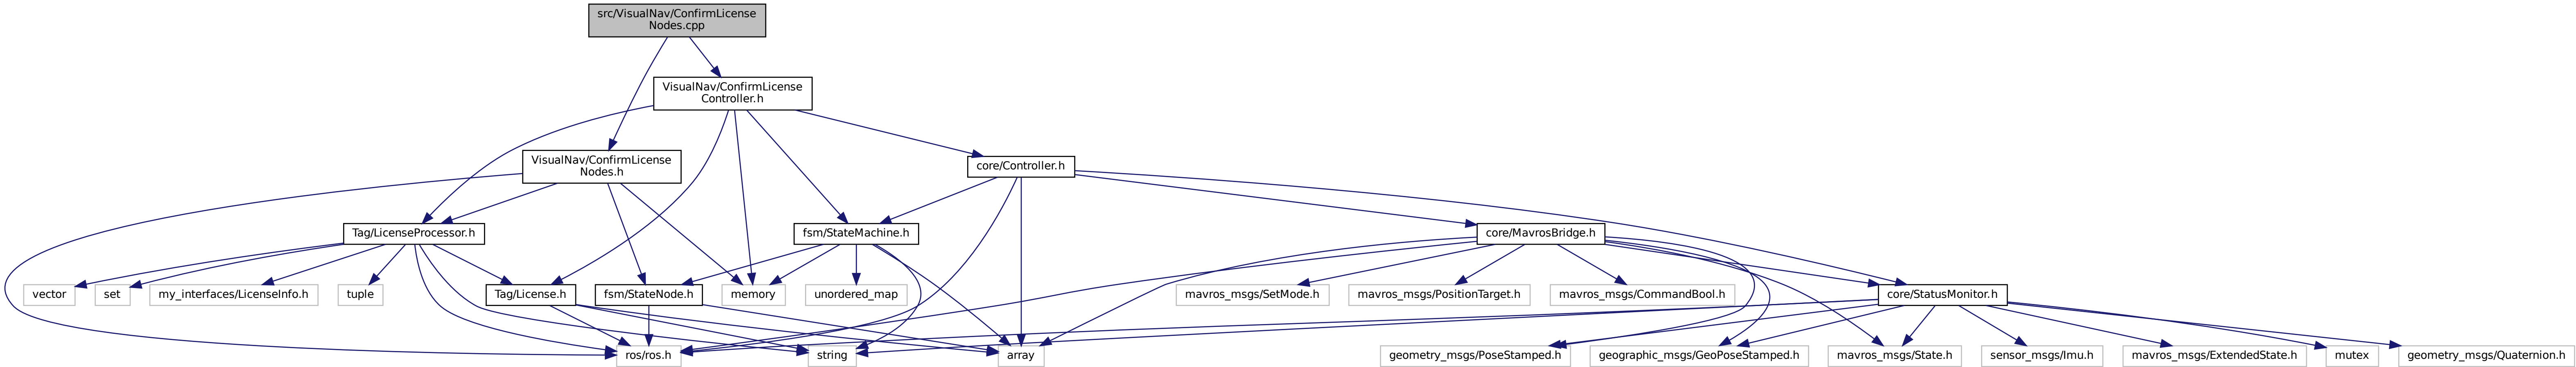 src/VisualNav/ConfirmLicense
Nodes.cpp
VisualNav/ConfirmLicense
Controller.h
VisualNav/ConfirmLicense
Nodes.h
core/Controller.h
Tag/LicenseProcessor.h
fsm/StateMachine.h
core/MavrosBridge.h
vector
set
my_interfaces/LicenseInfo.h
tuple
Tag/License.h
fsm/StateNode.h
memory
unordered_map
mavros_msgs/SetMode.h
mavros_msgs/PositionTarget.h
mavros_msgs/CommandBool.h
core/StatusMonitor.h
ros/ros.h
string
array
geometry_msgs/PoseStamped.h
geographic_msgs/GeoPoseStamped.h
mavros_msgs/State.h
sensor_msgs/Imu.h
mavros_msgs/ExtendedState.h
mutex
geometry_msgs/Quaternion.h